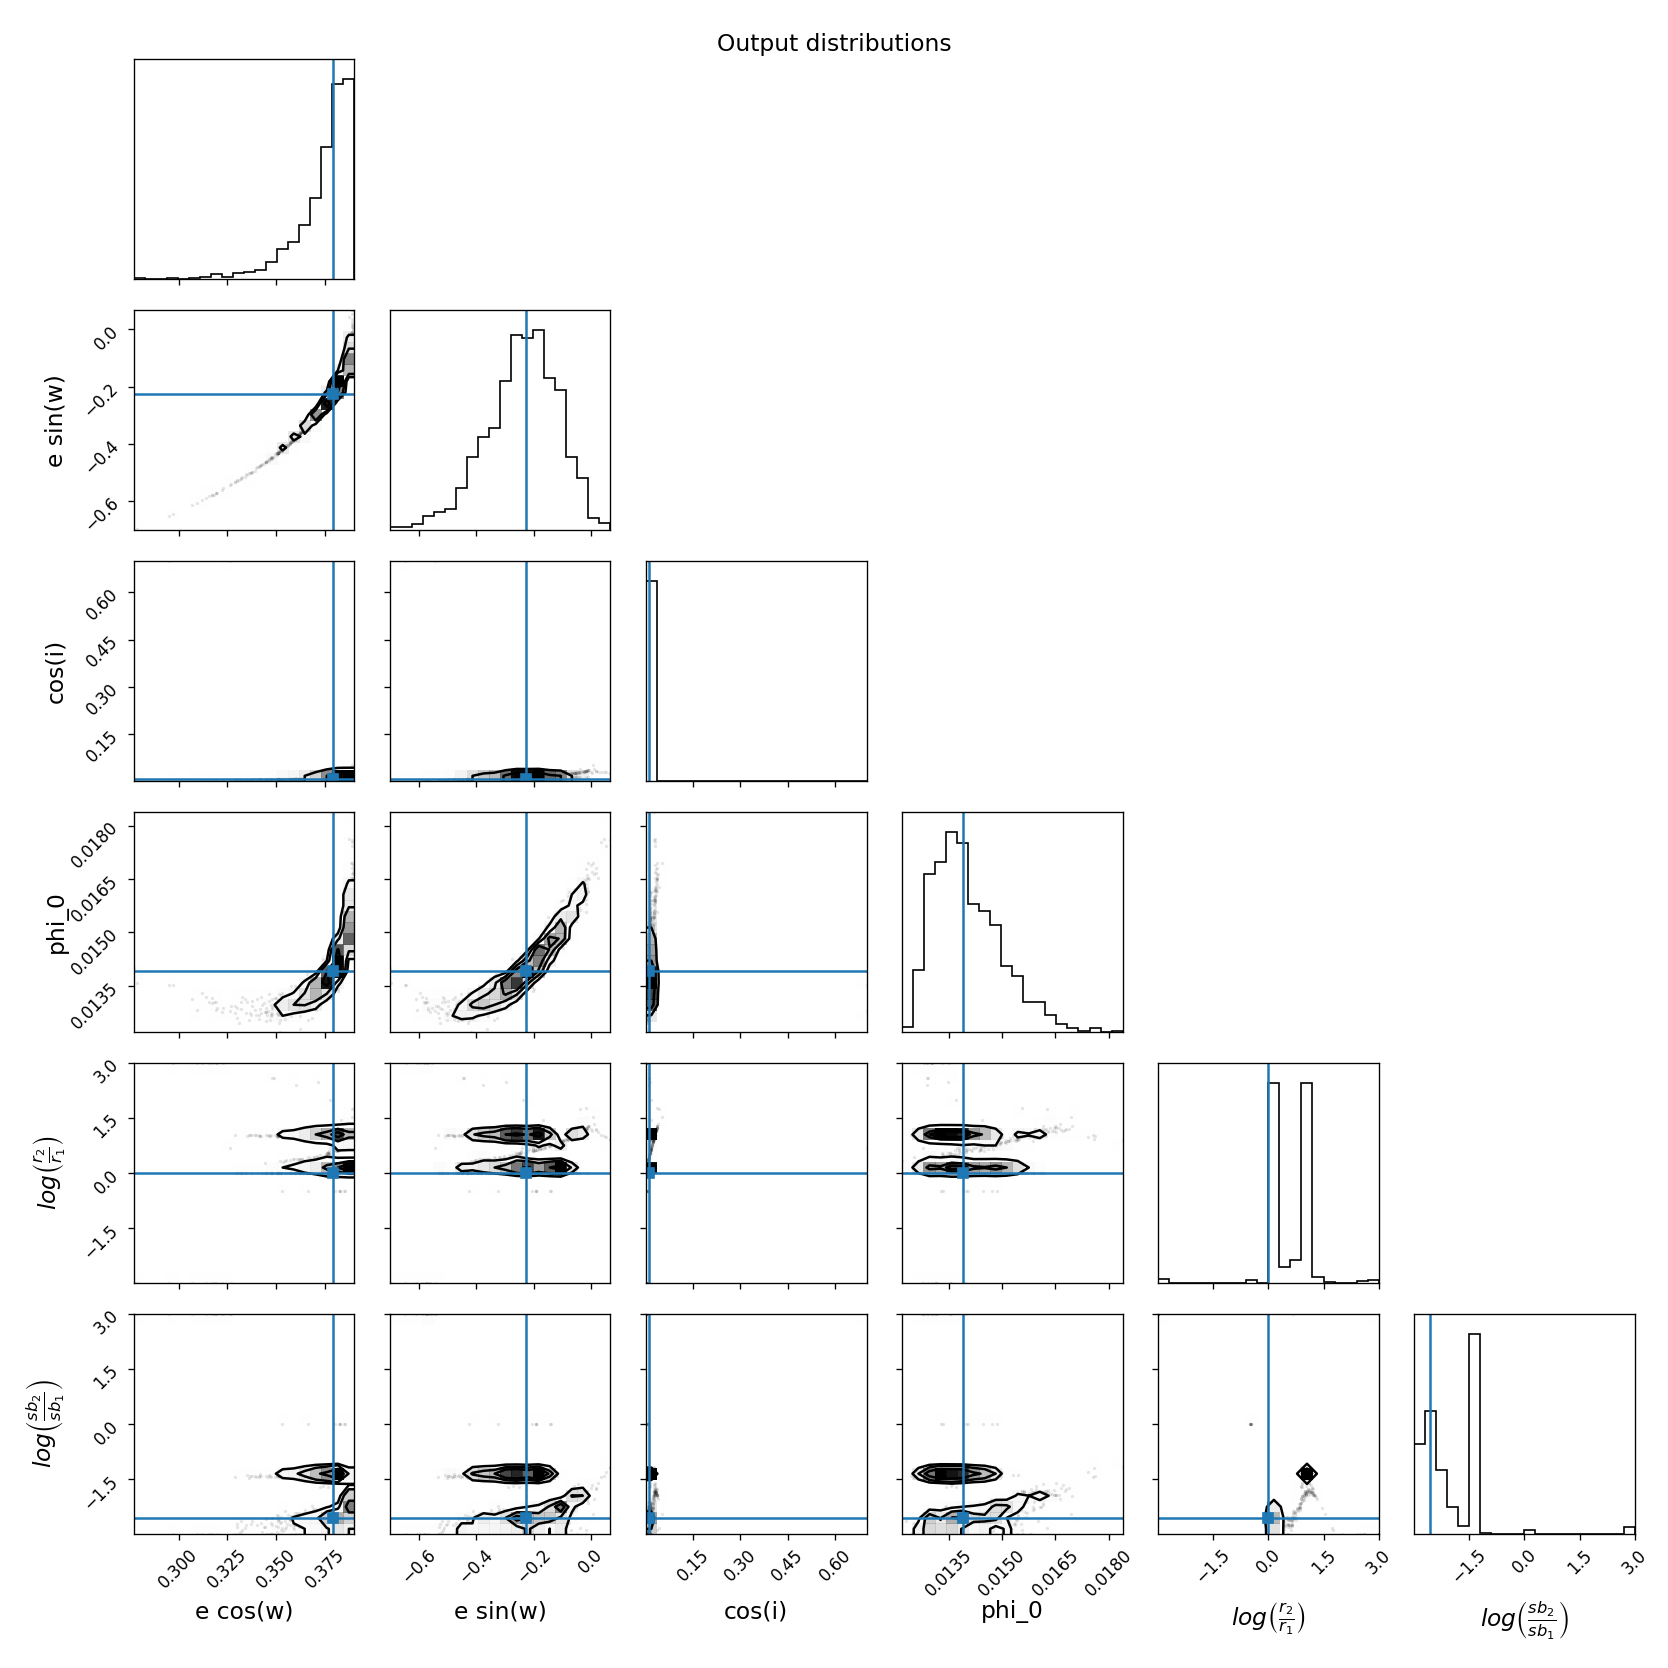 Output distributions
e sin(w)
0.0
−0.2
−0.4
−0.6
cos(i)
0.60
0.45
0.30
0.15
phi_0
0.0180
0.0165
0.0150
0.0135
log(r2/r1)
3.0
1.5
0.0
−1.5
log(sb2/sb1)
3.0
1.5
0.0
−1.5
0.300 0.325 0.350 0.375 −0.6 −0.4 −0.2 0.0 0.15 0.30 0.45 0.60 0.0135 0.0150 0.0165 0.0180 −1.5 0.0 1.5 3.0 −1.5 0.0 1.5 3.0
e cos(w) e sin(w) cos(i) phi_0 log(r2/r1) log(sb2/sb1)